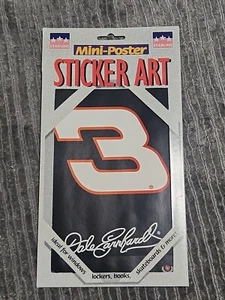 Mini-Poster
STICKER ART
3
Dale Earnhardt
ideal for windows,
lockers, books,
skateboards & more!